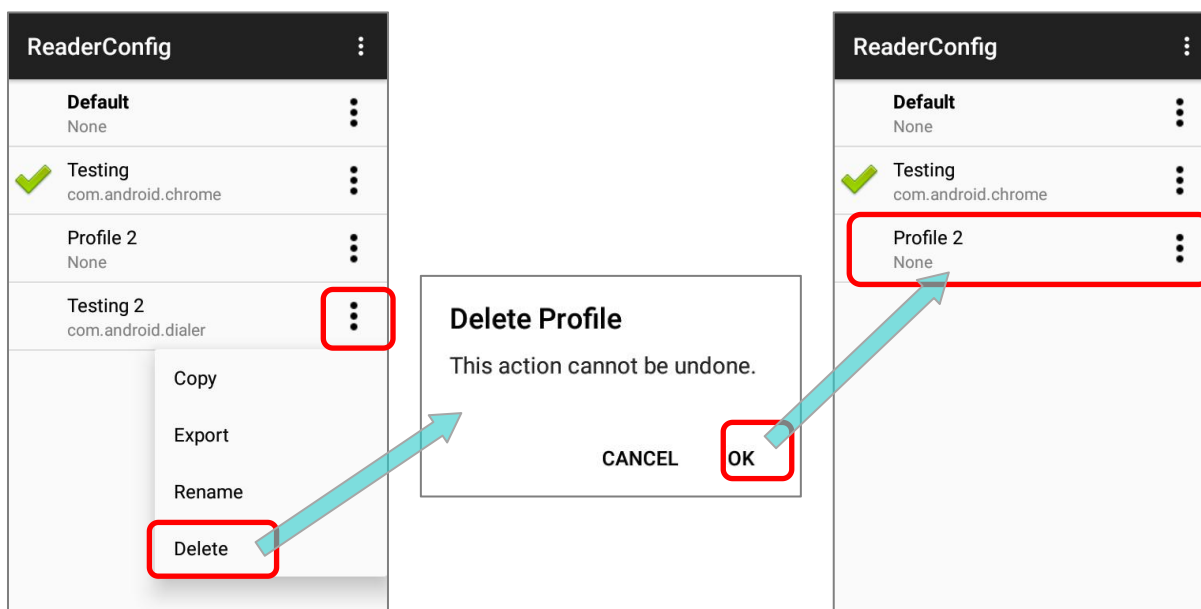 ReaderConfig
Default
None
Testing
com.android.chrome
Profile 2
None
Testing 2
com.android.dialer
Copy
Export
Rename
Delete
Delete Profile
This action cannot be undone.
CANCEL OK
ReaderConfig
Default
None
Testing
com.android.chrome
Profile 2
None